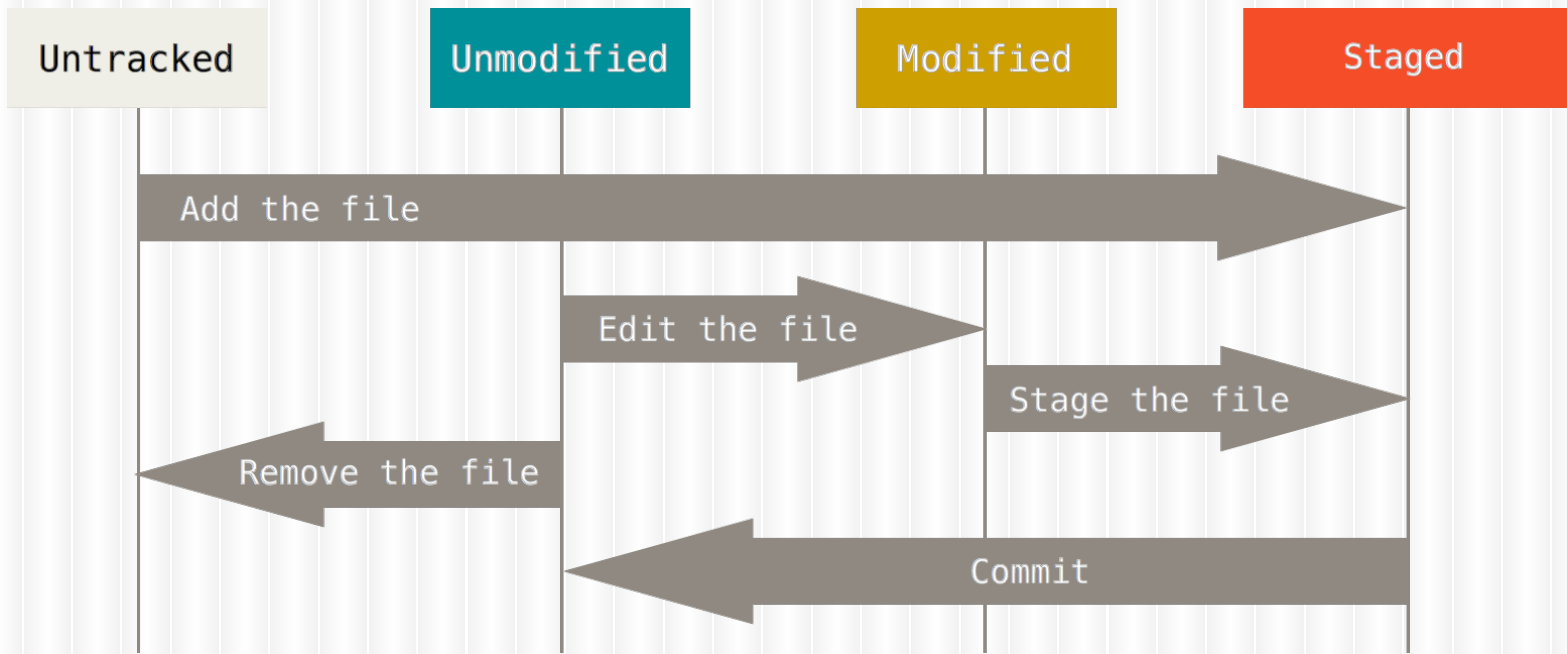 Untracked
Unmodified
Modified
Staged
Add the file
Edit the file
Stage the file
Remove the file
Commit